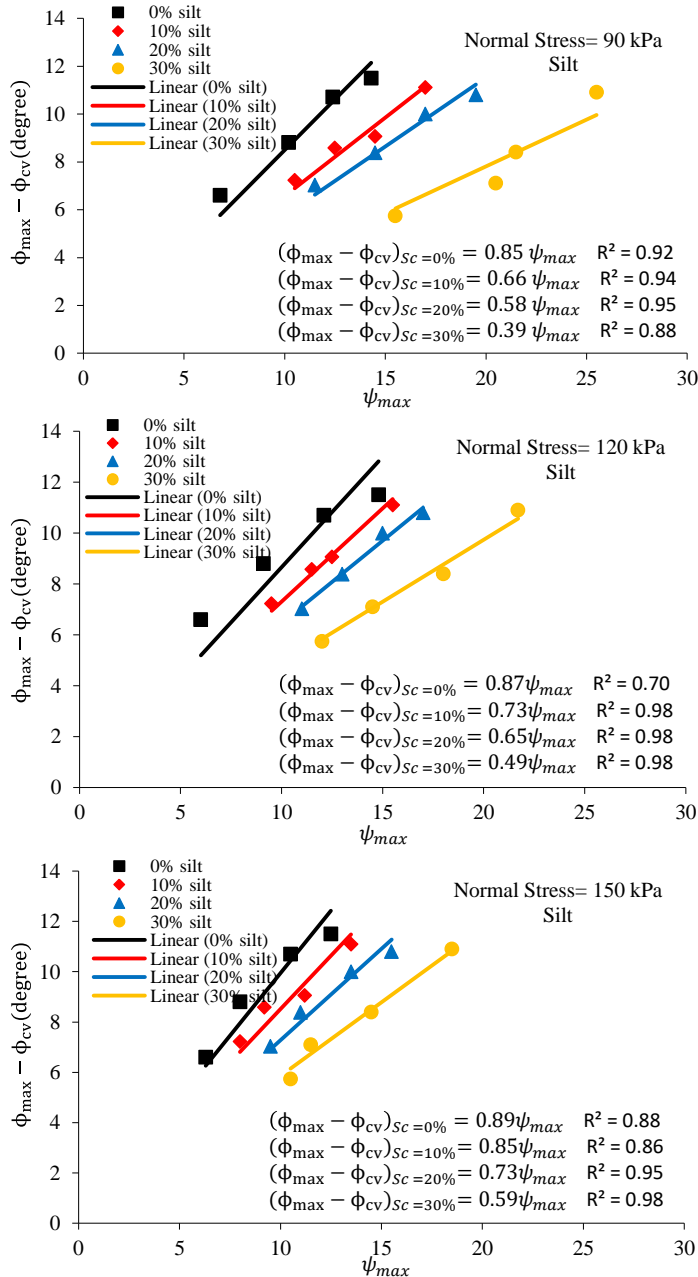 14
12
10
8
6
4
2
0
ϕmax − ϕcv(degree)
0% silt
10% silt
20% silt
30% silt
Linear (0% silt)
Linear (10% silt)
Linear (20% silt)
Linear (30% silt)
Normal Stress= 90 kPa
Silt
(ϕmax − ϕcv)Sc=0% = 0.85 ψmax R² = 0.92
(ϕmax − ϕcv)Sc=10% = 0.66 ψmax R² = 0.94
(ϕmax − ϕcv)Sc=20% = 0.58 ψmax R² = 0.95
(ϕmax − ϕcv)Sc=30% = 0.39 ψmax R² = 0.88
0 5 10 15 20 25 30
ψmax
14
12
10
8
6
4
2
0
ϕmax − ϕcv(degree)
0% silt
10% silt
20% silt
30% silt
Linear (0% silt)
Linear (10% silt)
Linear (20% silt)
Linear (30% silt)
Normal Stress= 120 kPa
Silt
(ϕmax − ϕcv)Sc=0% = 0.87ψmax R² = 0.70
(ϕmax − ϕcv)Sc=10% = 0.73ψmax R² = 0.98
(ϕmax − ϕcv)Sc=20% = 0.65ψmax R² = 0.98
(ϕmax − ϕcv)Sc=30% = 0.49ψmax R² = 0.98
0 5 10 15 20 25 30
ψmax
14
12
10
8
6
4
2
0
ϕmax − ϕcv(degree)
0% silt
10% silt
20% silt
30% silt
Linear (0% silt)
Linear (10% silt)
Linear (20% silt)
Linear (30% silt)
Normal Stress= 150 kPa
Silt
(ϕmax − ϕcv)Sc=0% = 0.89ψmax R² = 0.88
(ϕmax − ϕcv)Sc=10% = 0.85ψmax R² = 0.86
(ϕmax − ϕcv)Sc=20% = 0.73ψmax R² = 0.95
(ϕmax − ϕcv)Sc=30% = 0.59ψmax R² = 0.98
0 5 10 15 20 25 30
ψmax